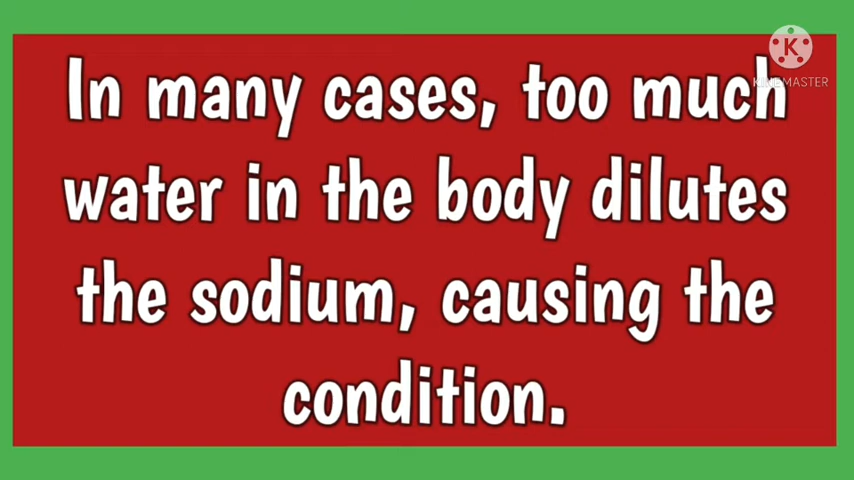 K
KINEMASTER
In many cases, too much
water in the body dilutes
the sodium, causing the
condition.